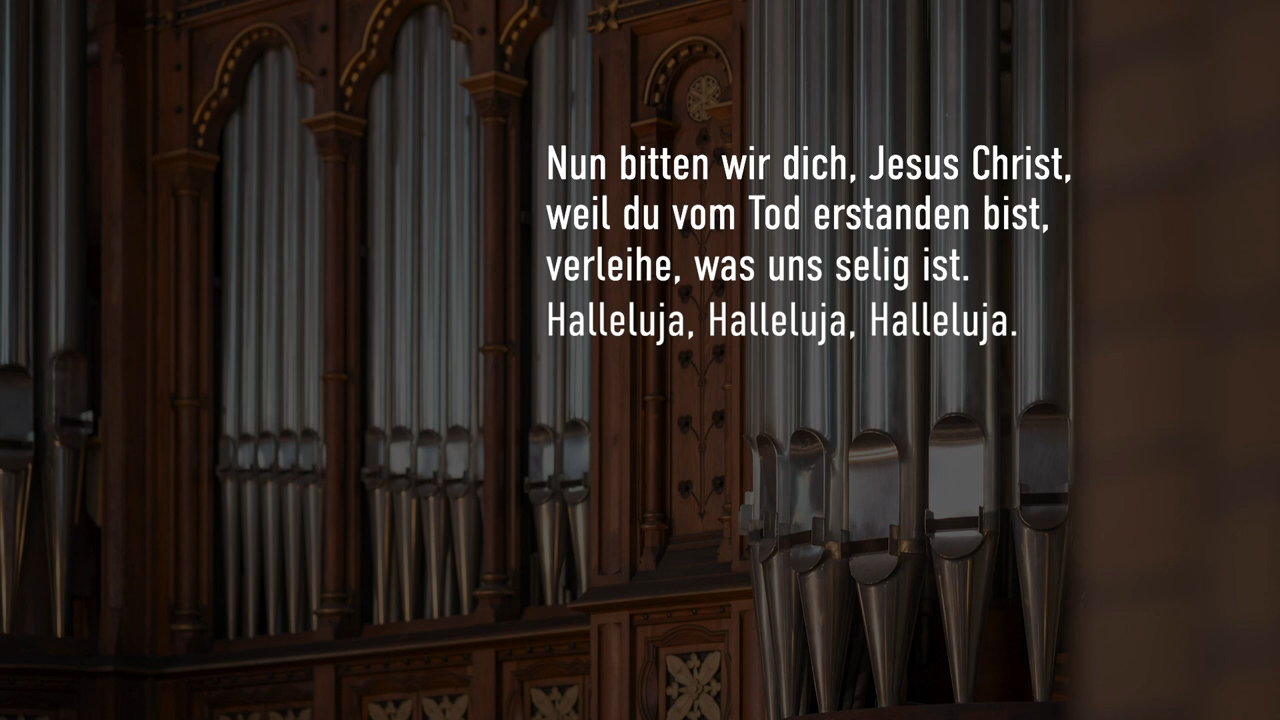 Nun bitten wir dich, Jesus Christ,
weil du vom Tod erstanden bist,
verleihe, was uns selig ist.
Halleluja, Halleluja, Halleluja.